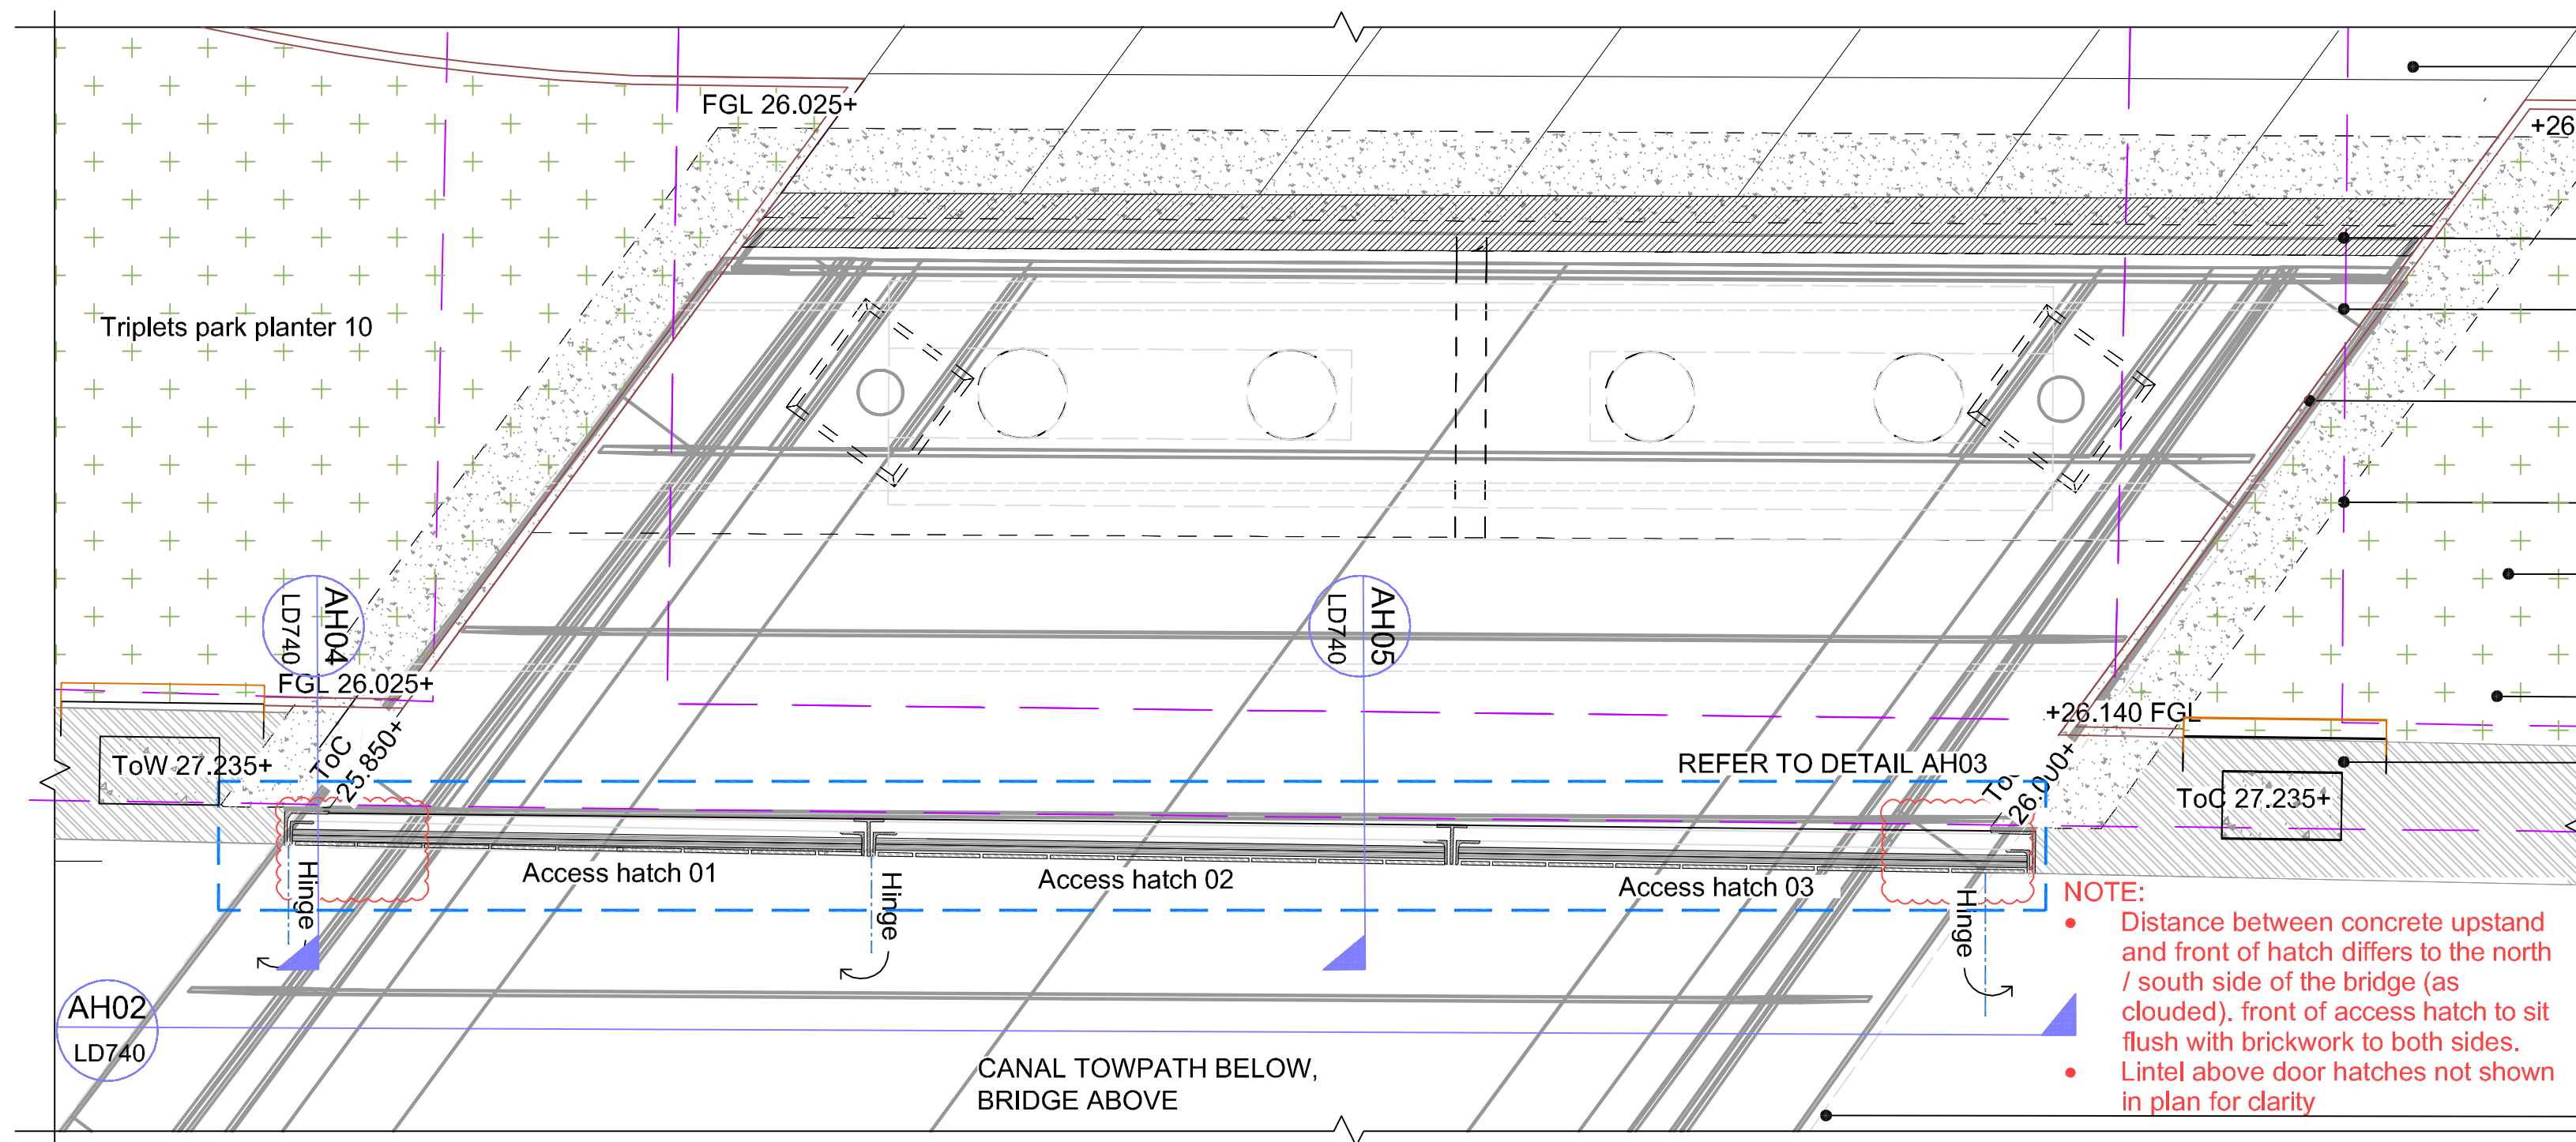 FGL 26.025+
+26
Triplets park planter 10
AH04
LD740
AH05
LD740
FGL 26.025+
+26.140 FGL
ToW 27.235+
ToC
25.850+
REFER TO DETAIL AH03
26.000+
ToC 27.235+
Access hatch 01
Access hatch 02
Access hatch 03
Hinge
Hinge
Hinge
NOTE:
• Distance between concrete upstand
and front of hatch differs to the north
/ south side of the bridge (as
clouded). front of access hatch to sit
flush with brickwork to both sides.
• Lintel above door hatches not shown
in plan for clarity
AH02
LD740
CANAL TOWPATH BELOW,
BRIDGE ABOVE